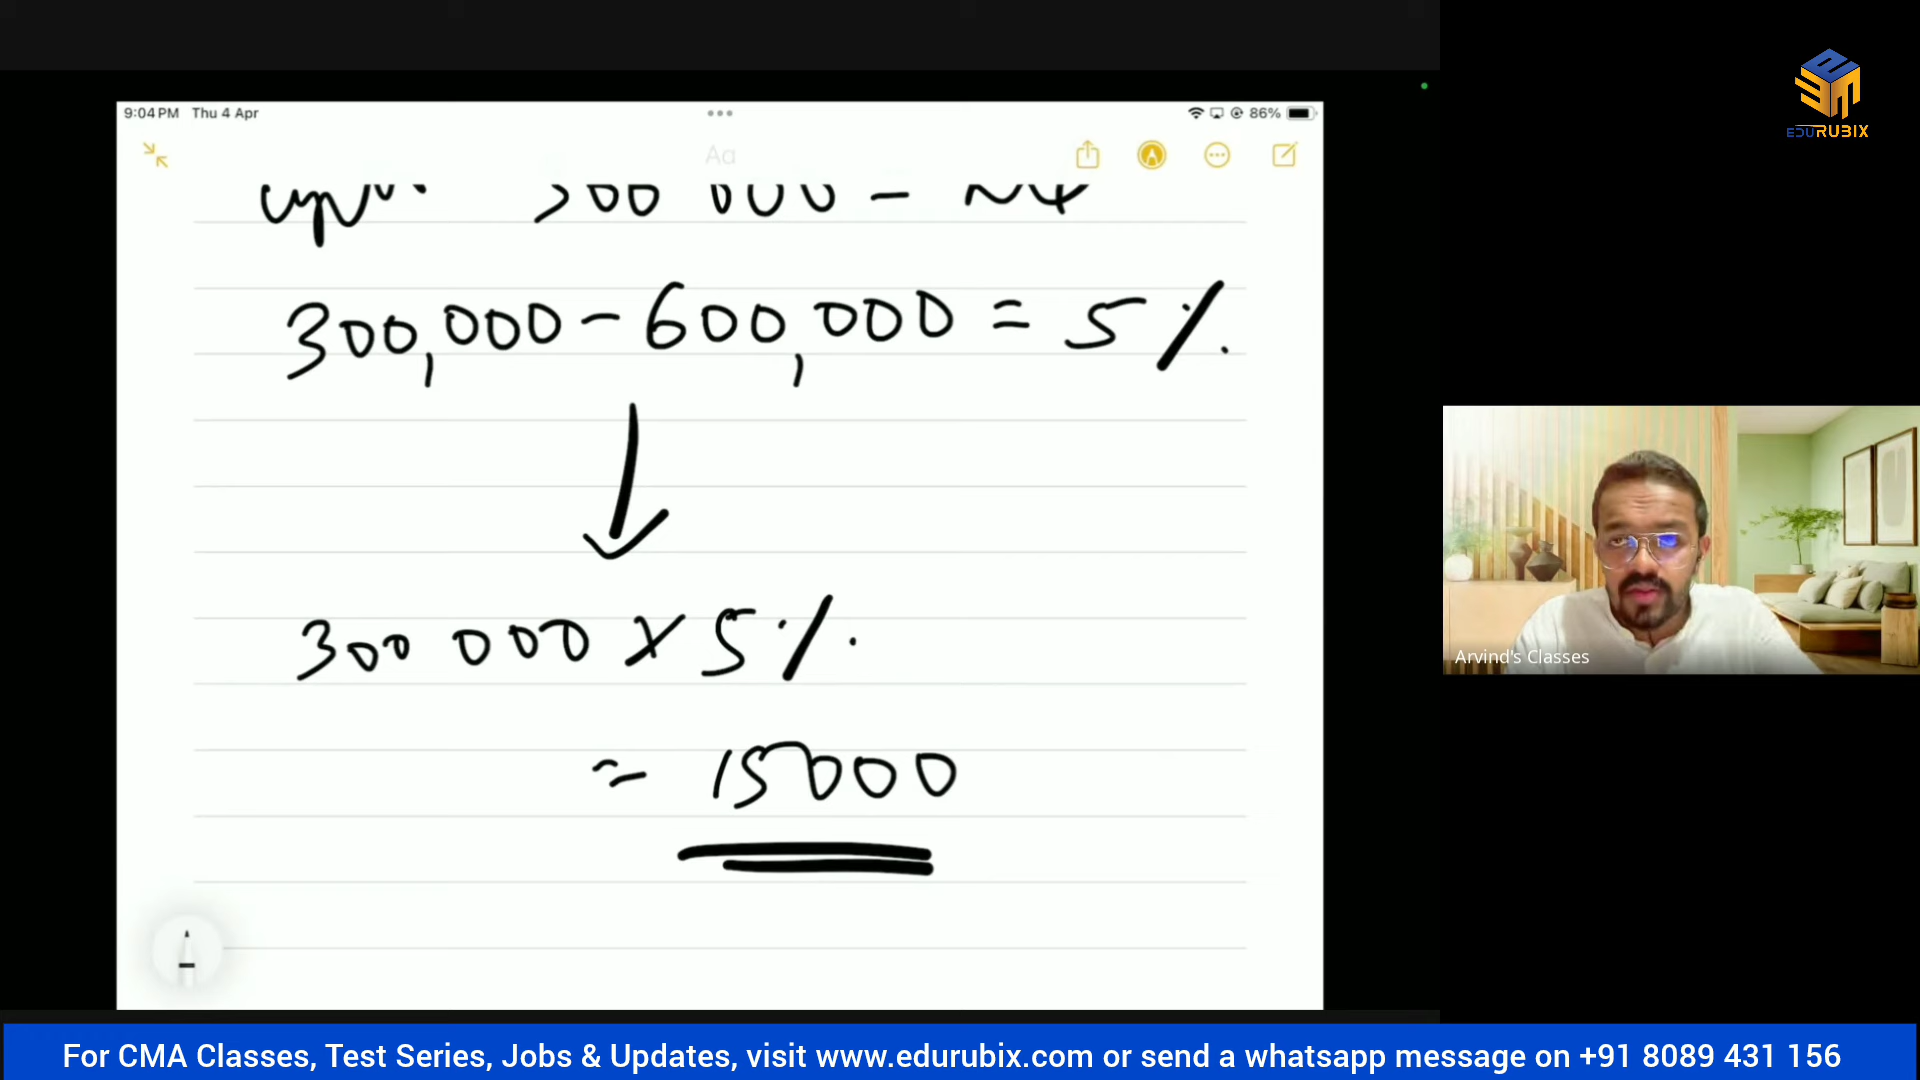 EDURUBIX
9:04 PM Thu 4 Apr
86%
Aa
300 000 -
300,000 - 600,000 = 5%
300 000 x 5%
= 15000
Arvind's Classes
For CMA Classes, Test Series, Jobs & Updates, visit www.edurubix.com or send a whatsapp message on +91 8089 431 156